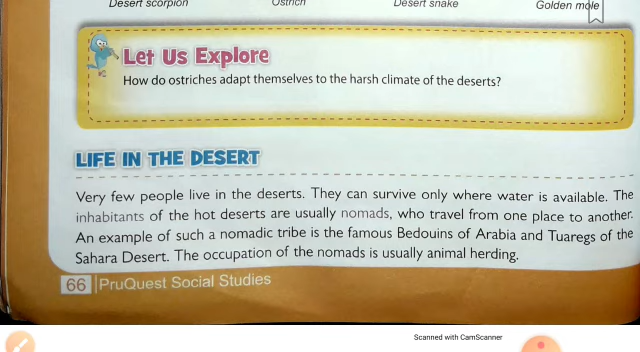 Desert scorpion Ostrich Desert snake Golden mole
Let Us Explore
How do ostriches adapt themselves to the harsh climate of the deserts?
LIFE IN THE DESERT
Very few people live in the deserts. They can survive only where water is available. The
inhabitants of the hot deserts are usually nomads, who travel from one place to another.
An example of such a nomadic tribe is the famous Bedouins of Arabia and Tuaregs of the
Sahara Desert. The occupation of the nomads is usually animal herding.
66 PruQuest Social Studies
Scanned with CamScanner